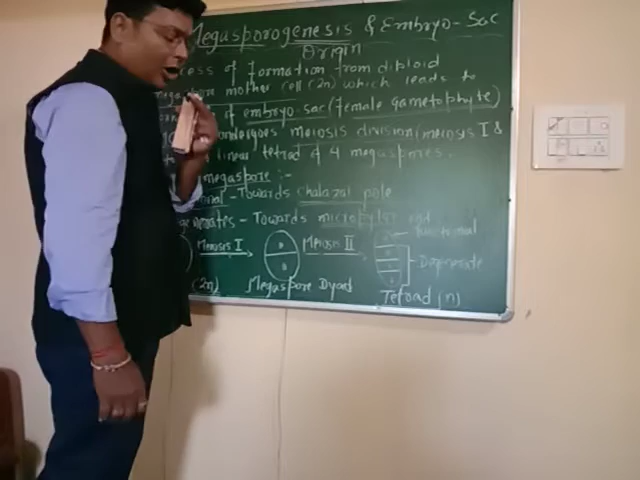 Megasporogenesis & Embryo-Sac
Origin
of Formation from diploid
mother cell (2n) which leads to
of embryo-sac (female gametophyte)
meiosis division (meiosis I &
linear tetrad of 4 megaspores.
megaspore :-
- Towards chalazal pole
- Towards micropylar end
Functional
Meiosis I
Meiosis II
Degenerate
(2n)
Megaspore Dyad
Tetrad (n)